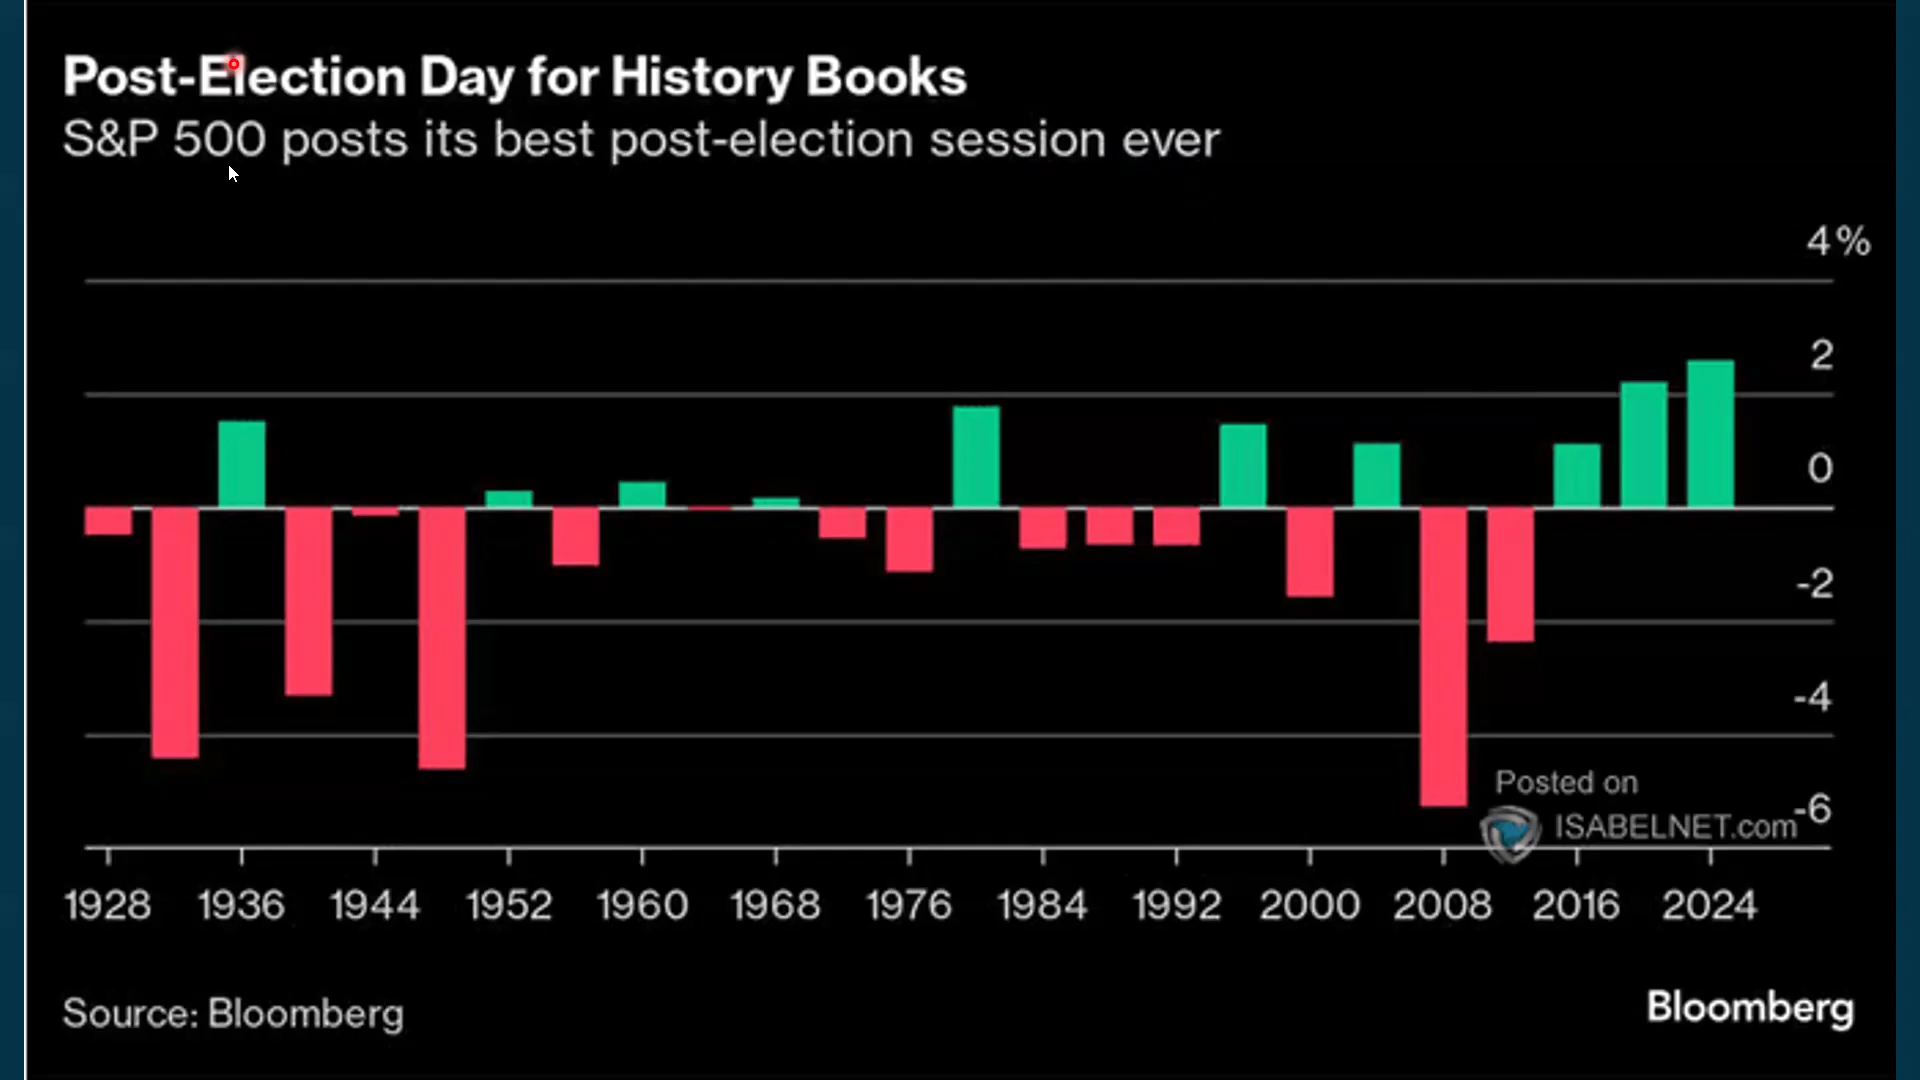 Post-Election Day for History Books
S&P 500 posts its best post-election session ever
4%
2
0
-2
-4
-6
Posted on
ISABELNET.com
1928 1936 1944 1952 1960 1968 1976 1984 1992 2000 2008 2016 2024
Source: Bloomberg
Bloomberg